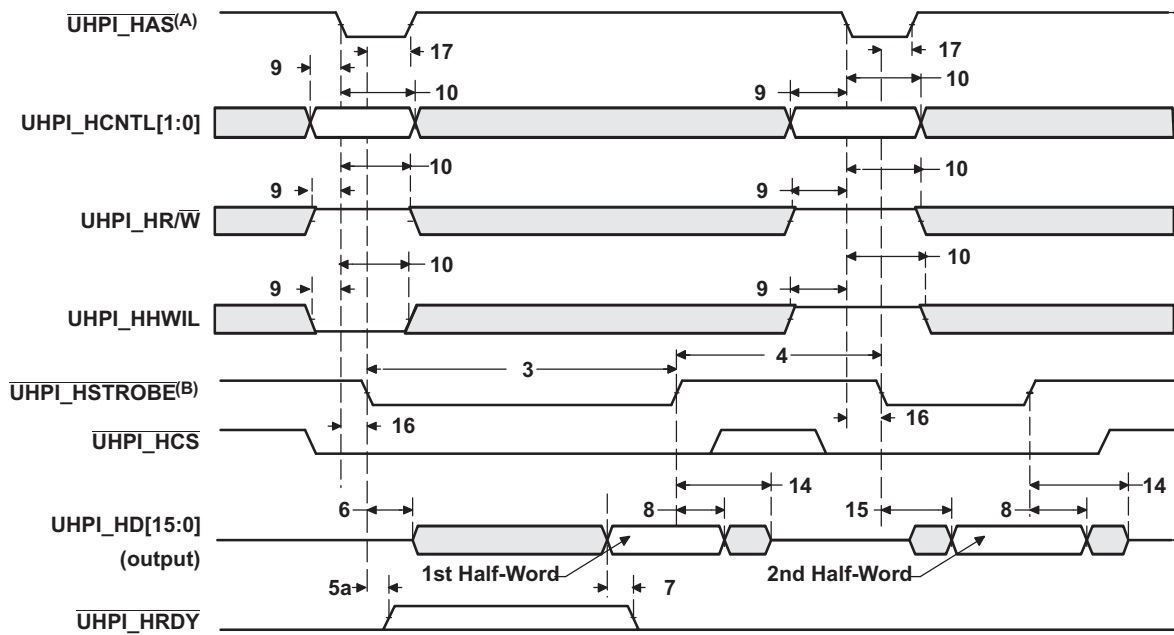 UHPI_HAS(A)
17
17
9
10
10
9
UHPI_HCNTL[1:0]
10
10
9
9
UHPI_HR/W
10
10
9
9
UHPI_HHWIL
3
4
UHPI_HSTROBE(B)
16
16
UHPI_HCS
14
14
6
8
15
8
UHPI_HD[15:0]
(output)
1st Half-Word
2nd Half-Word
5a
7
UHPI_HRDY